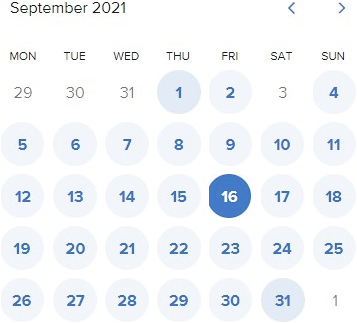 September 2021
MON TUE WED THU FRI SAT SUN
29 30 31 1 2 3 4
5 6 7 8 9 10 11
12 13 14 15 16 17 18
19 20 21 22 23 24 25
26 27 28 29 30 31 1